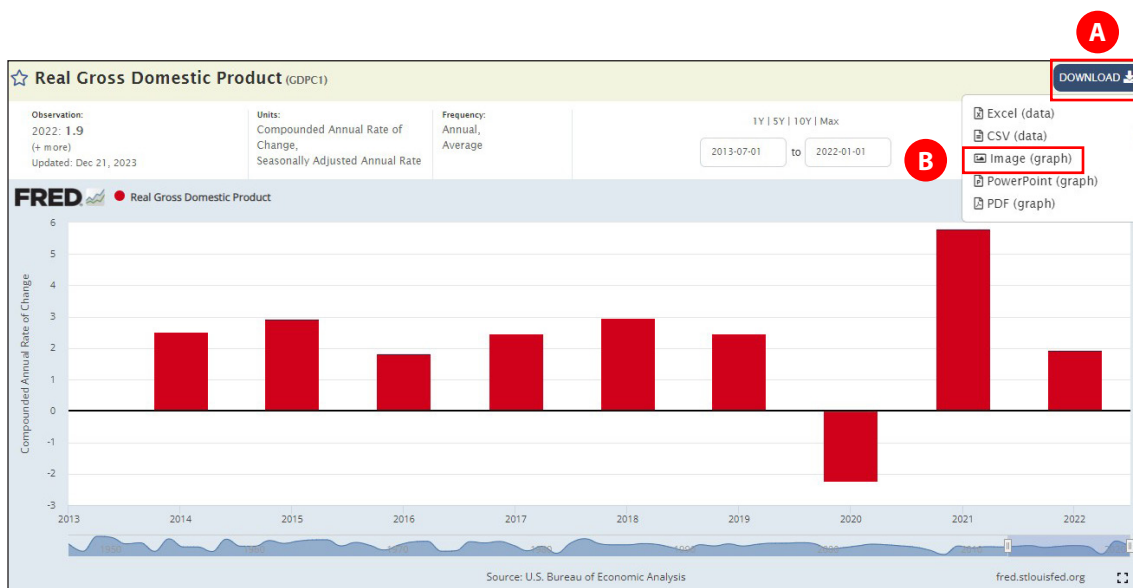 A
Real Gross Domestic Product (GDPC1)
DOWNLOAD
Observation:
2022: 1.9
(+ more)
Updated: Dec 21, 2023
Units:
Compounded Annual Rate of
Change,
Seasonally Adjusted Annual Rate
Frequency:
Annual,
Average
1Y | 5Y | 10Y | Max
2013-07-01 to 2022-01-01
Excel (data)
CSV (data)
B
Image (graph)
PowerPoint (graph)
PDF (graph)
FRED
Real Gross Domestic Product
Compounded Annual Rate of Change
6
5
4
3
2
1
0
-1
-2
-3
2013 2014 2015 2016 2017 2018 2019 2020 2021 2022
Source: U.S. Bureau of Economic Analysis
fred.stlouisfed.org